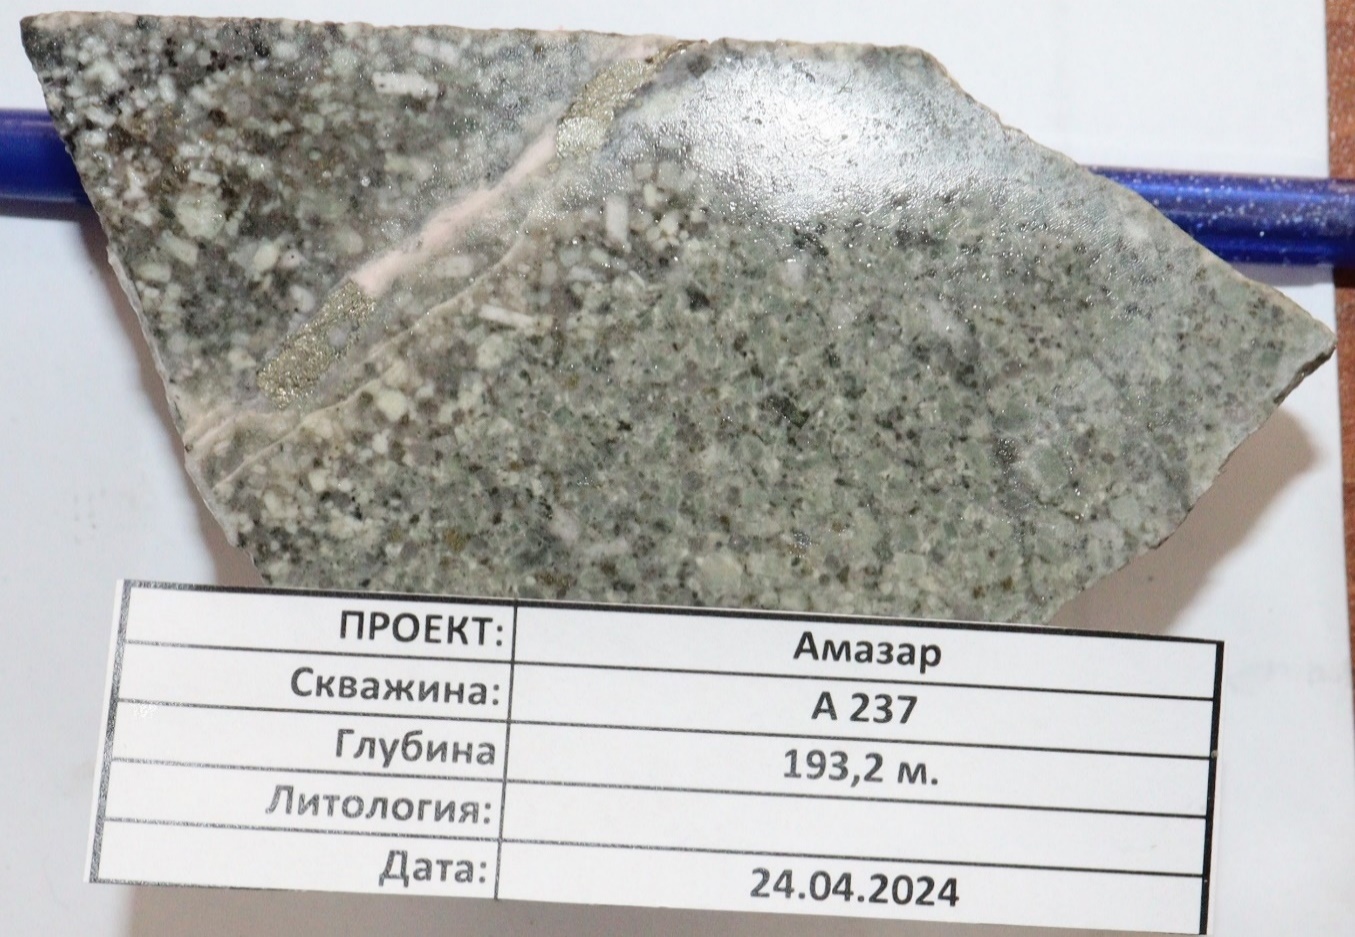 ПРОЕКТ: Амазар
Скважина: А 237
Глубина 193,2 м.
Литология:
Дата: 24.04.2024